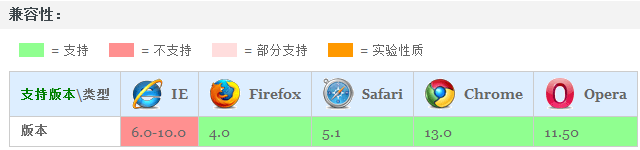 兼容性：
= 支持 = 不支持 = 部分支持 = 实验性质
支持版本\类型 IE Firefox Safari Chrome Opera
版本 6.0-10.0 4.0 5.1 13.0 11.50